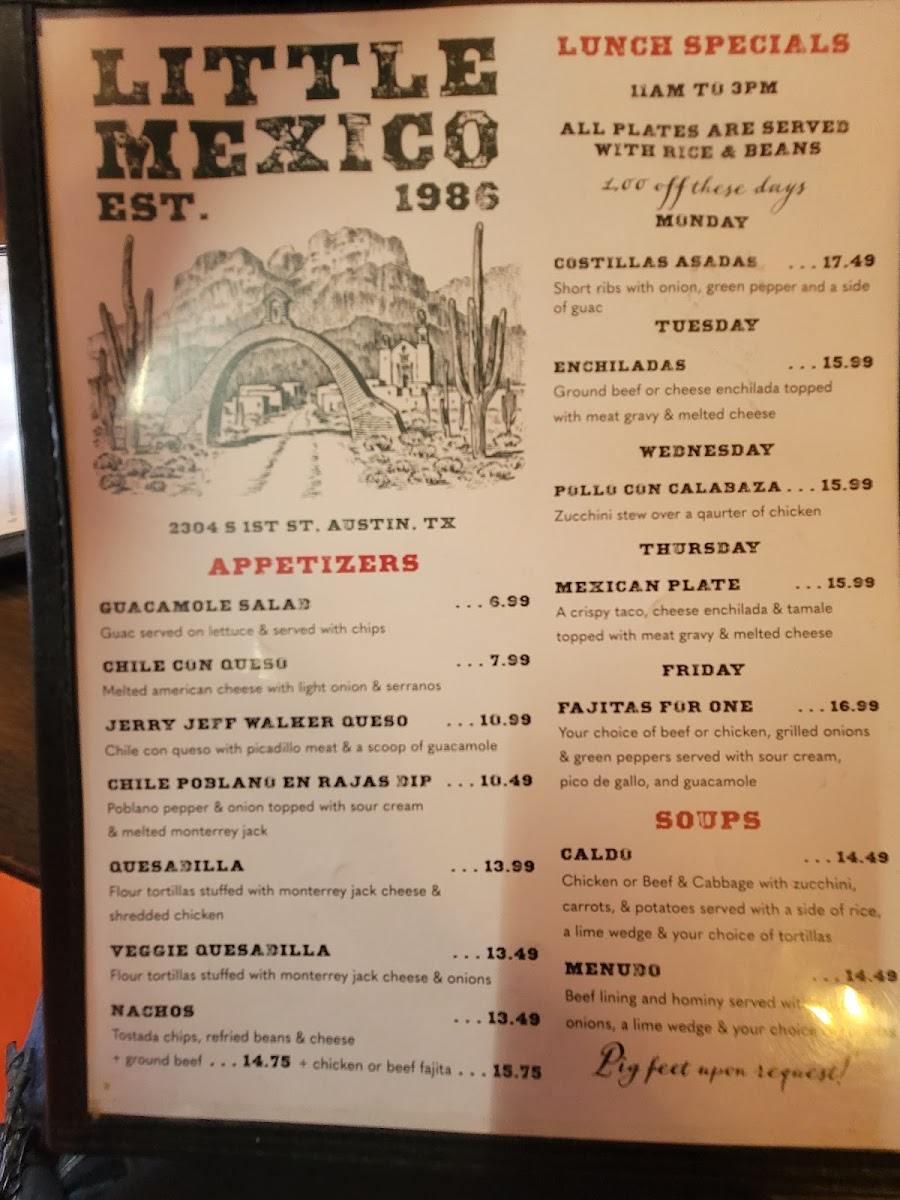 LITTLE
MEXICO
EST. 1986
2304 S 1ST ST, AUSTIN, TX
APPETIZERS
GUACAMOLE SALAD ... 6.99
Guac served on lettuce & served with chips
CHILE CON QUESO ... 7.99
Melted american cheese with light onion & serranos
JERRY JEFF WALKER QUESO ... 10.99
Chile con queso with picadillo meat & a scoop of guacamole
CHILE POBLANO EN RAJAS DIP ... 10.49
Poblano pepper & onion topped with sour cream
& melted monterrey jack
QUESADILLA ... 13.99
Flour tortillas stuffed with monterrey jack cheese &
shredded chicken
VEGGIE QUESADILLA ... 13.49
Flour tortillas stuffed with monterrey jack cheese & onions
NACHOS ... 13.49
Tostada chips, refried beans & cheese
+ ground beef ... 14.75 + chicken or beef fajita ... 15.75
LUNCH SPECIALS
11AM TO 3PM
ALL PLATES ARE SERVED
WITH RICE & BEANS
1.00 off these days
MONDAY
COSTILLAS ASADAS ... 17.49
Short ribs with onion, green pepper and a side
of guac
TUESDAY
ENCHILADAS ... 15.99
Ground beef or cheese enchilada topped
with meat gravy & melted cheese
WEDNESDAY
POLLO CON CALABAZA ... 15.99
Zucchini stew over a qaurter of chicken
THURSDAY
MEXICAN PLATE ... 15.99
A crispy taco, cheese enchilada & tamale
topped with meat gravy & melted cheese
FRIDAY
FAJITAS FOR ONE ... 16.99
Your choice of beef or chicken, grilled onions
& green peppers served with sour cream,
pico de gallo, and guacamole
SOUPS
CALDO ... 14.49
Chicken or Beef & Cabbage with zucchini,
carrots, & potatoes served with a side of rice,
a lime wedge & your choice of tortillas
MENUDO ... 14.49
Beef lining and hominy served
onions, a lime wedge & your choice
Pig feet upon request!